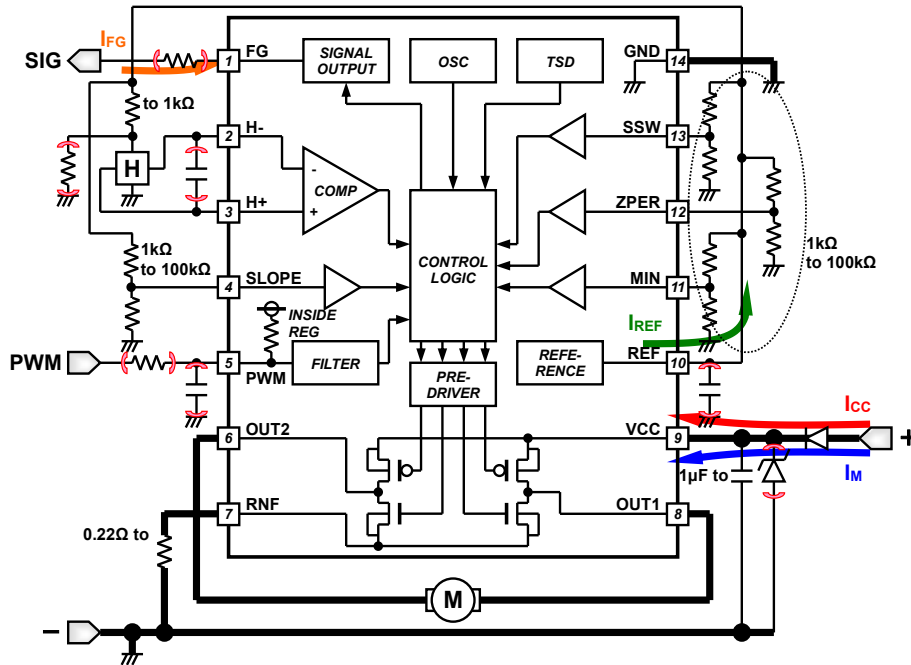 SIG
I_FG
1
FG
SIGNAL OUTPUT
OSC
TSD
GND
14
to 1kΩ
2
H-
H
3
H+
-
+
COMP
SSW
13
ZPER
12
1kΩ to 100kΩ
4
SLOPE
CONTROL LOGIC
MIN
11
1kΩ to 100kΩ
INSIDE REG
I_REF
PWM
5
PWM
FILTER
PRE-DRIVER
REFE-RENCE
REF
10
I_CC
6
OUT2
VCC
9
+
I_M
1µF to
7
RNF
OUT1
8
0.22Ω to
M
−